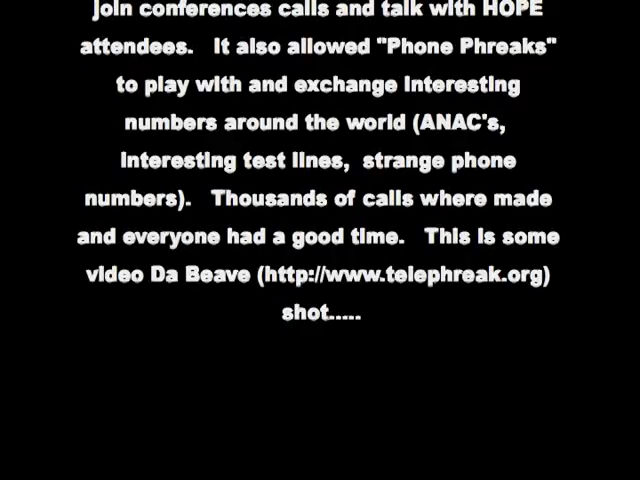 join conferences calls and talk with HOPE
attendees.   It also allowed "Phone Phreaks"
to play with and exchange interesting
numbers around the world (ANAC's,
interesting test lines,  strange phone
numbers).   Thousands of calls where made
and everyone had a good time.   This is some
video Da Beave (http://www.telephreak.org)
shot.....